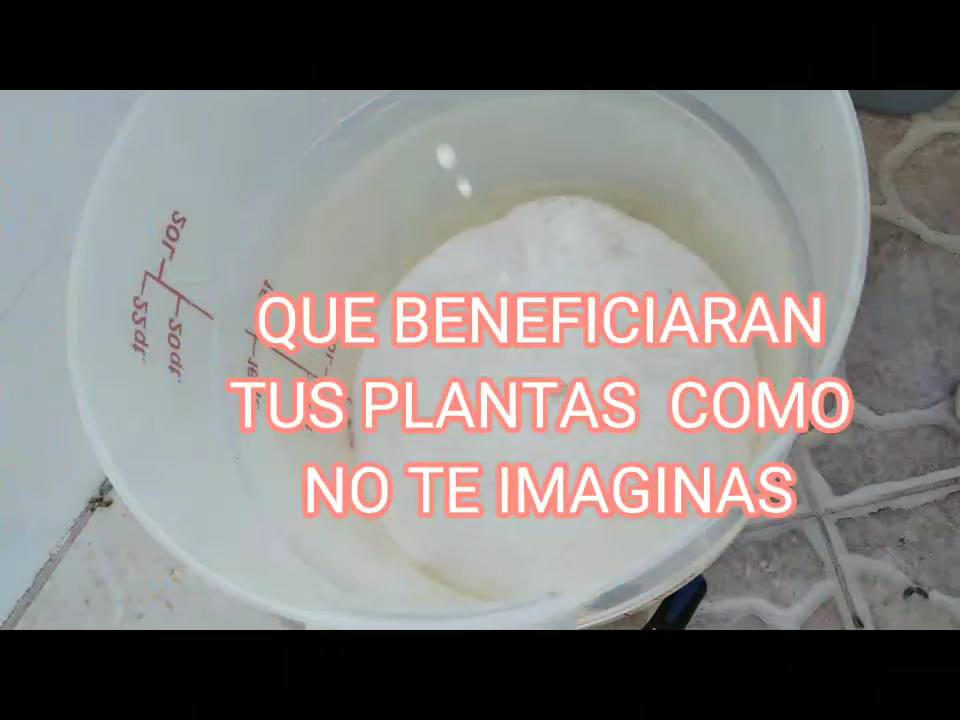 QUE BENEFICIARAN
TUS PLANTAS COMO
NO TE IMAGINAS